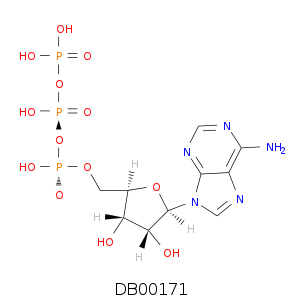 OH
HO P O
O
HO P O
O
HO P O H
O
O N N
N NH2
H N N
HO OH H
DB00171